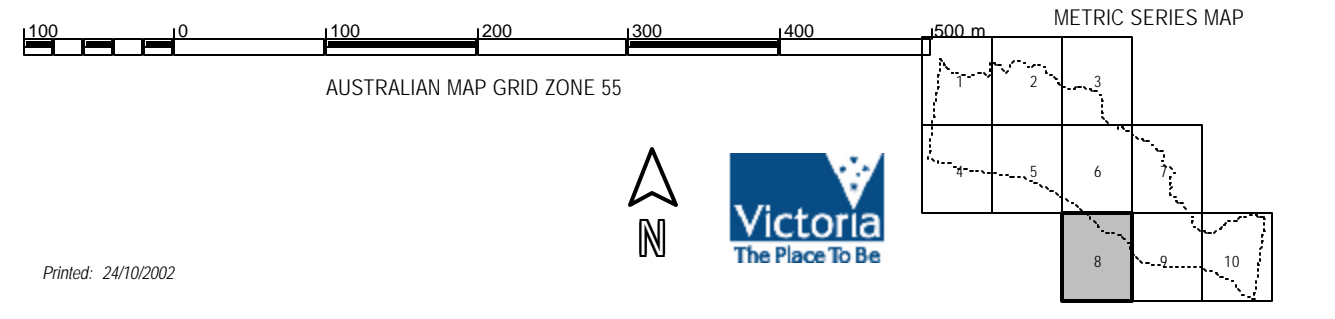 METRIC SERIES MAP
100 0 100 200 300 400 500 m
AUSTRALIAN MAP GRID ZONE 55
1 2 3
4 5 6 7
8 9 10
N
Victoria
The Place To Be
Printed: 24/10/2002